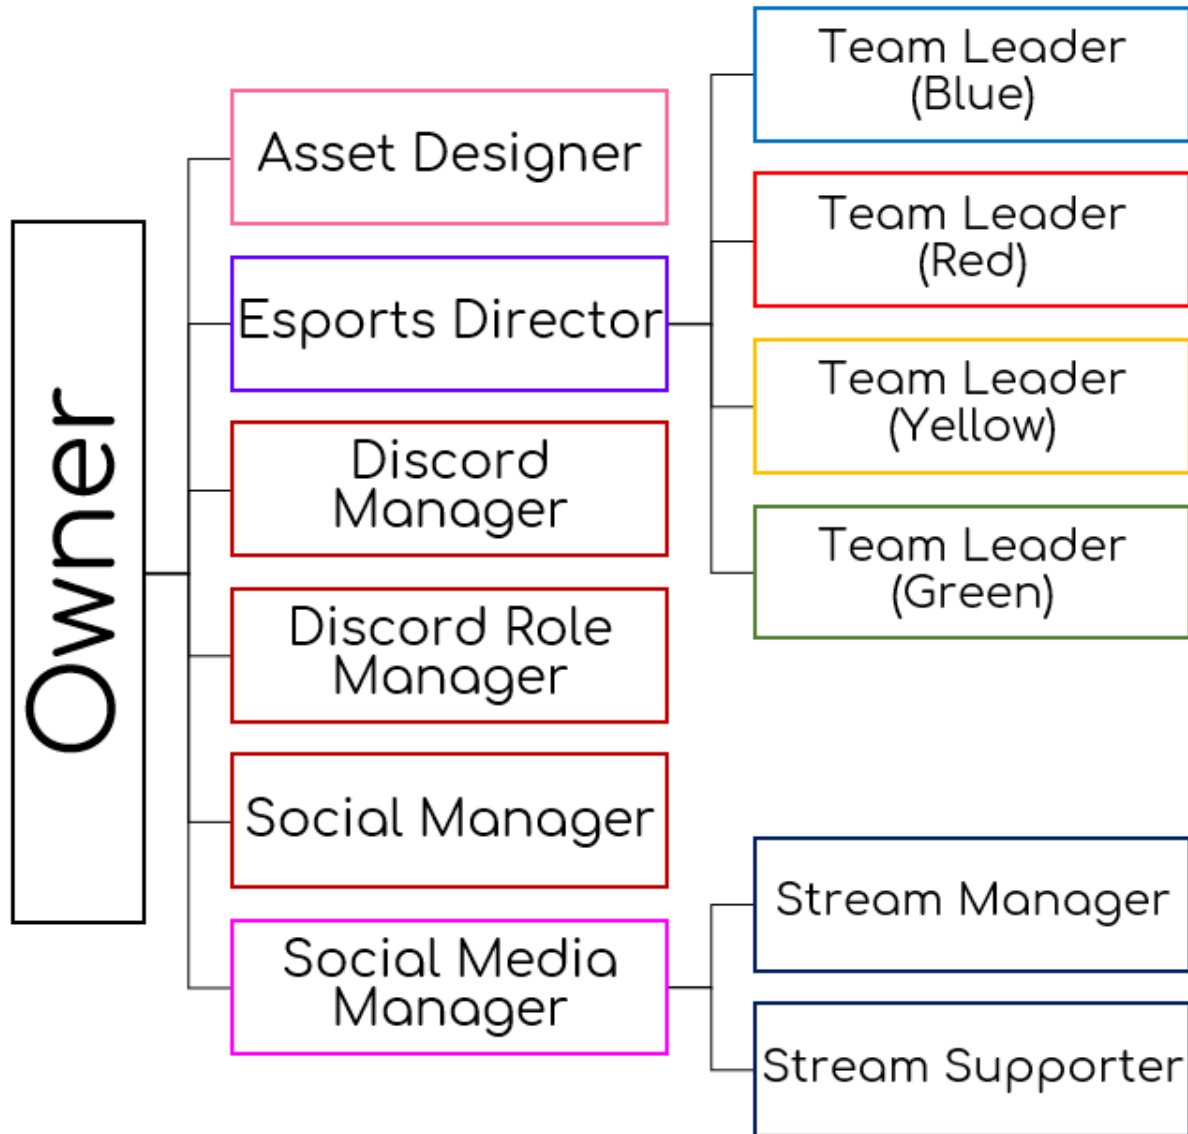 Owner
Asset Designer
Esports Director
Discord
Manager
Discord Role
Manager
Social Manager
Social Media
Manager
Team Leader
(Blue)
Team Leader
(Red)
Team Leader
(Yellow)
Team Leader
(Green)
Stream Manager
Stream Supporter